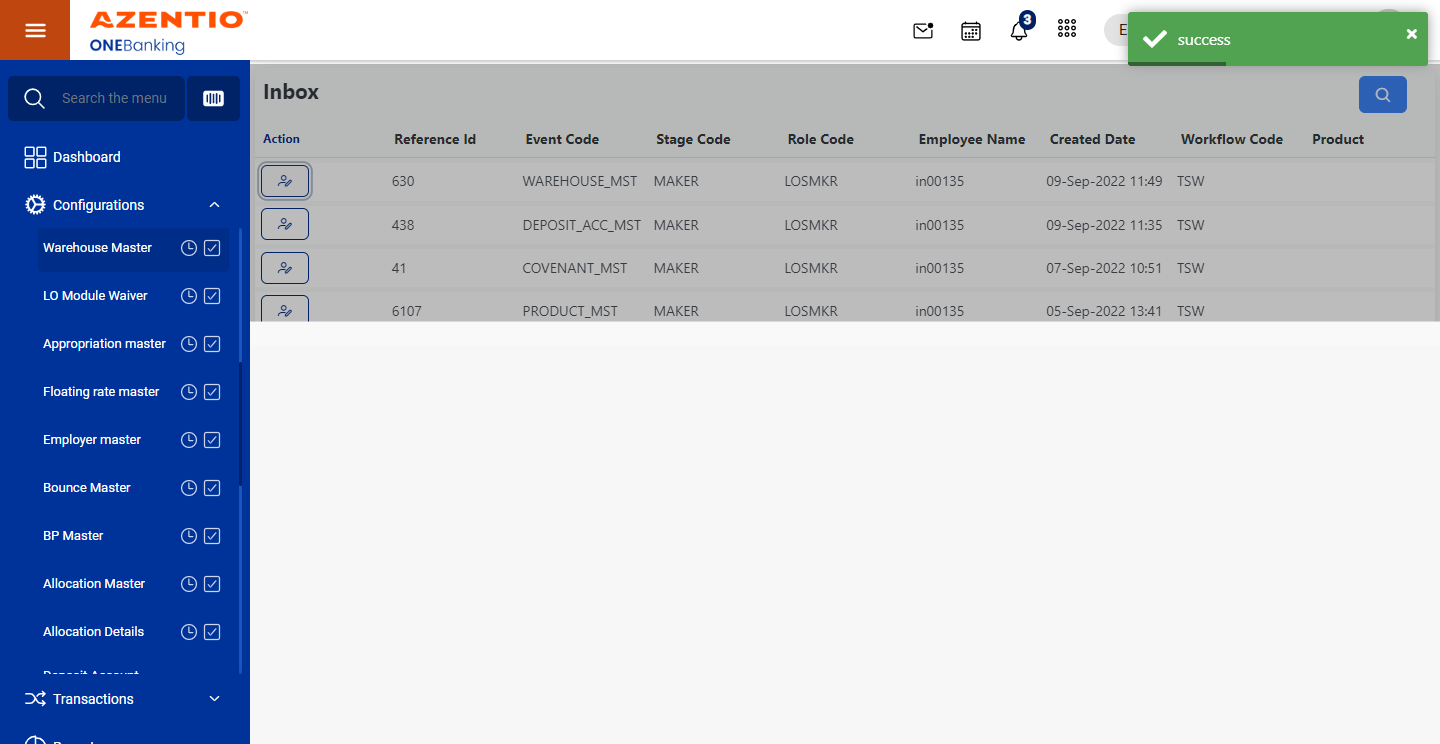 AZENTIO™
ONEBanking
3
E
success
Search the menu
Dashboard
Configurations
Warehouse Master
LO Module Waiver
Appropriation master
Floating rate master
Employer master
Bounce Master
BP Master
Allocation Master
Allocation Details
Deposit Account
Transactions
Inbox
Action Reference Id Event Code Stage Code Role Code Employee Name Created Date Workflow Code Product
630 WAREHOUSE_MST MAKER LOSMKR in00135 09-Sep-2022 11:49 TSW
438 DEPOSIT_ACC_MST MAKER LOSMKR in00135 09-Sep-2022 11:35 TSW
41 COVENANT_MST MAKER LOSMKR in00135 07-Sep-2022 10:51 TSW
6107 PRODUCT_MST MAKER LOSMKR in00135 05-Sep-2022 13:41 TSW